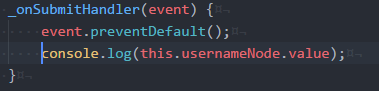 _onSubmitHandler(event) {
    event.preventDefault();
    console.log(this.usernameNode.value);
}